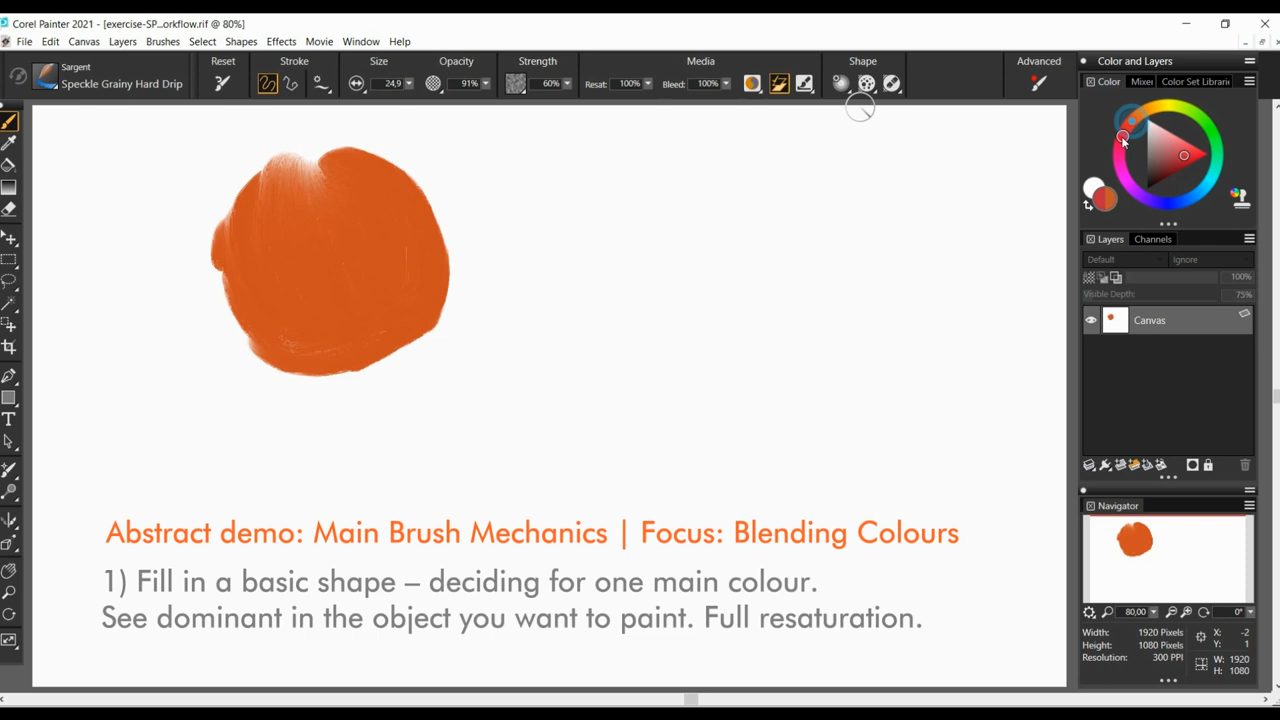 Corel Painter 2021 - [exercise-SP...orkflow.rif @ 80%]
File Edit Canvas Layers Brushes Select Shapes Effects Movie Window Help
Sargent
Speckle Grainy Hard Drip
Reset
Stroke
Size
24,9
Opacity
91%
Strength
60%
Media
Resat: 100%
Bleed: 100%
Shape
Advanced
Color and Layers
Color Mixer Color Set Librarie
Layers Channels
Default Ignore
100%
Visible Depth: 75%
Canvas
Navigator
80,00 0°
Width: 1920 Pixels
Height: 1080 Pixels
Resolution: 300 PPI
X: -2
Y: 1
W: 1920
H: 1080
Abstract demo: Main Brush Mechanics | Focus: Blending Colours
1) Fill in a basic shape – deciding for one main colour.
See dominant in the object you want to paint. Full resaturation.